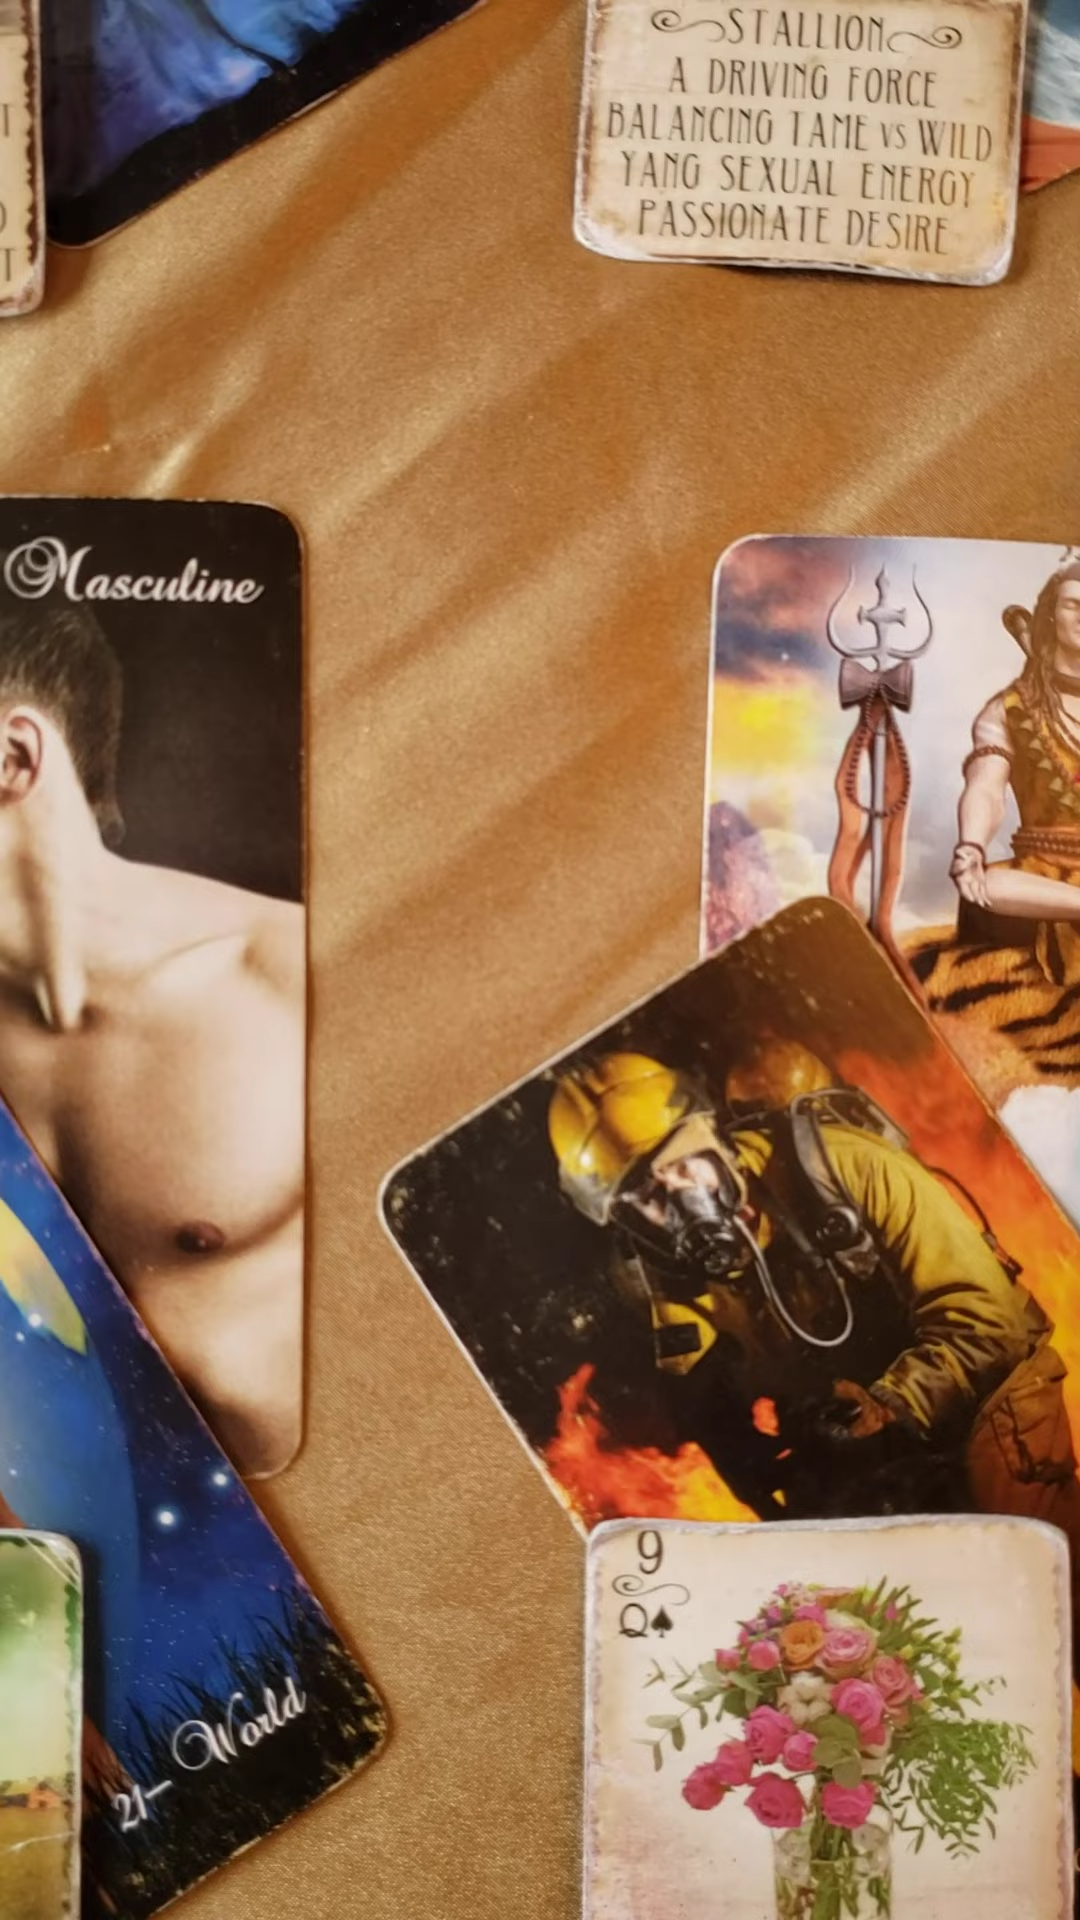 STALLION
A DRIVING FORCE
BALANCING TAME VS WILD
YANG SEXUAL ENERGY
PASSIONATE DESIRE
Masculine
9
Q♠
21- World